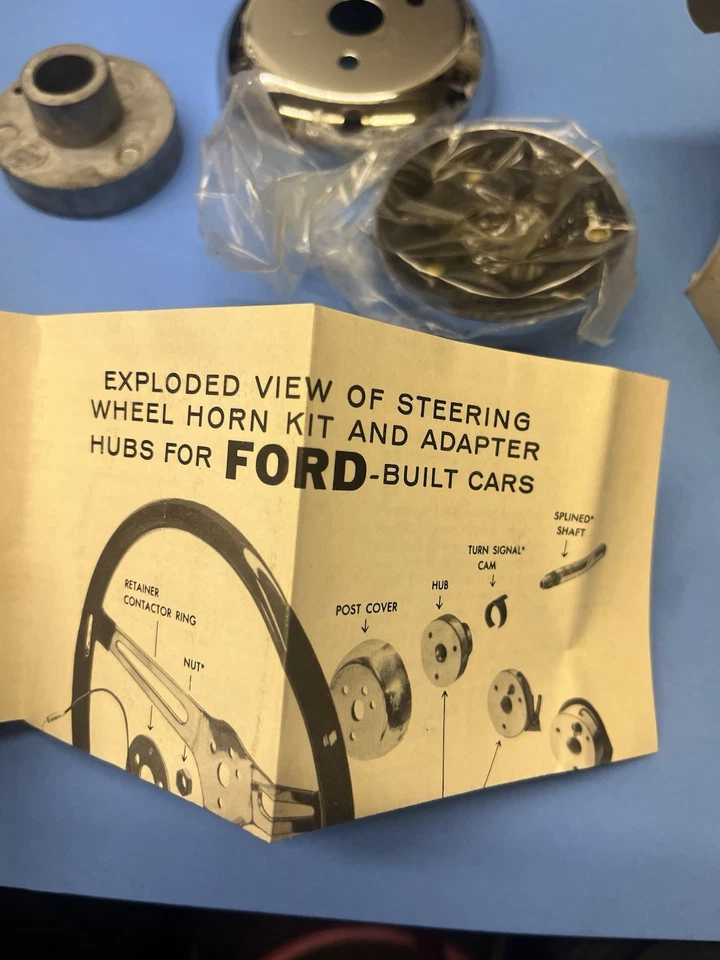 EXPLODED VIEW OF STEERING
WHEEL HORN KIT AND ADAPTER
HUBS FOR FORD-BUILT CARS
SPLINED*
SHAFT
TURN SIGNAL*
CAM
HUB
POST COVER
RETAINER
CONTACTOR RING
NUT*